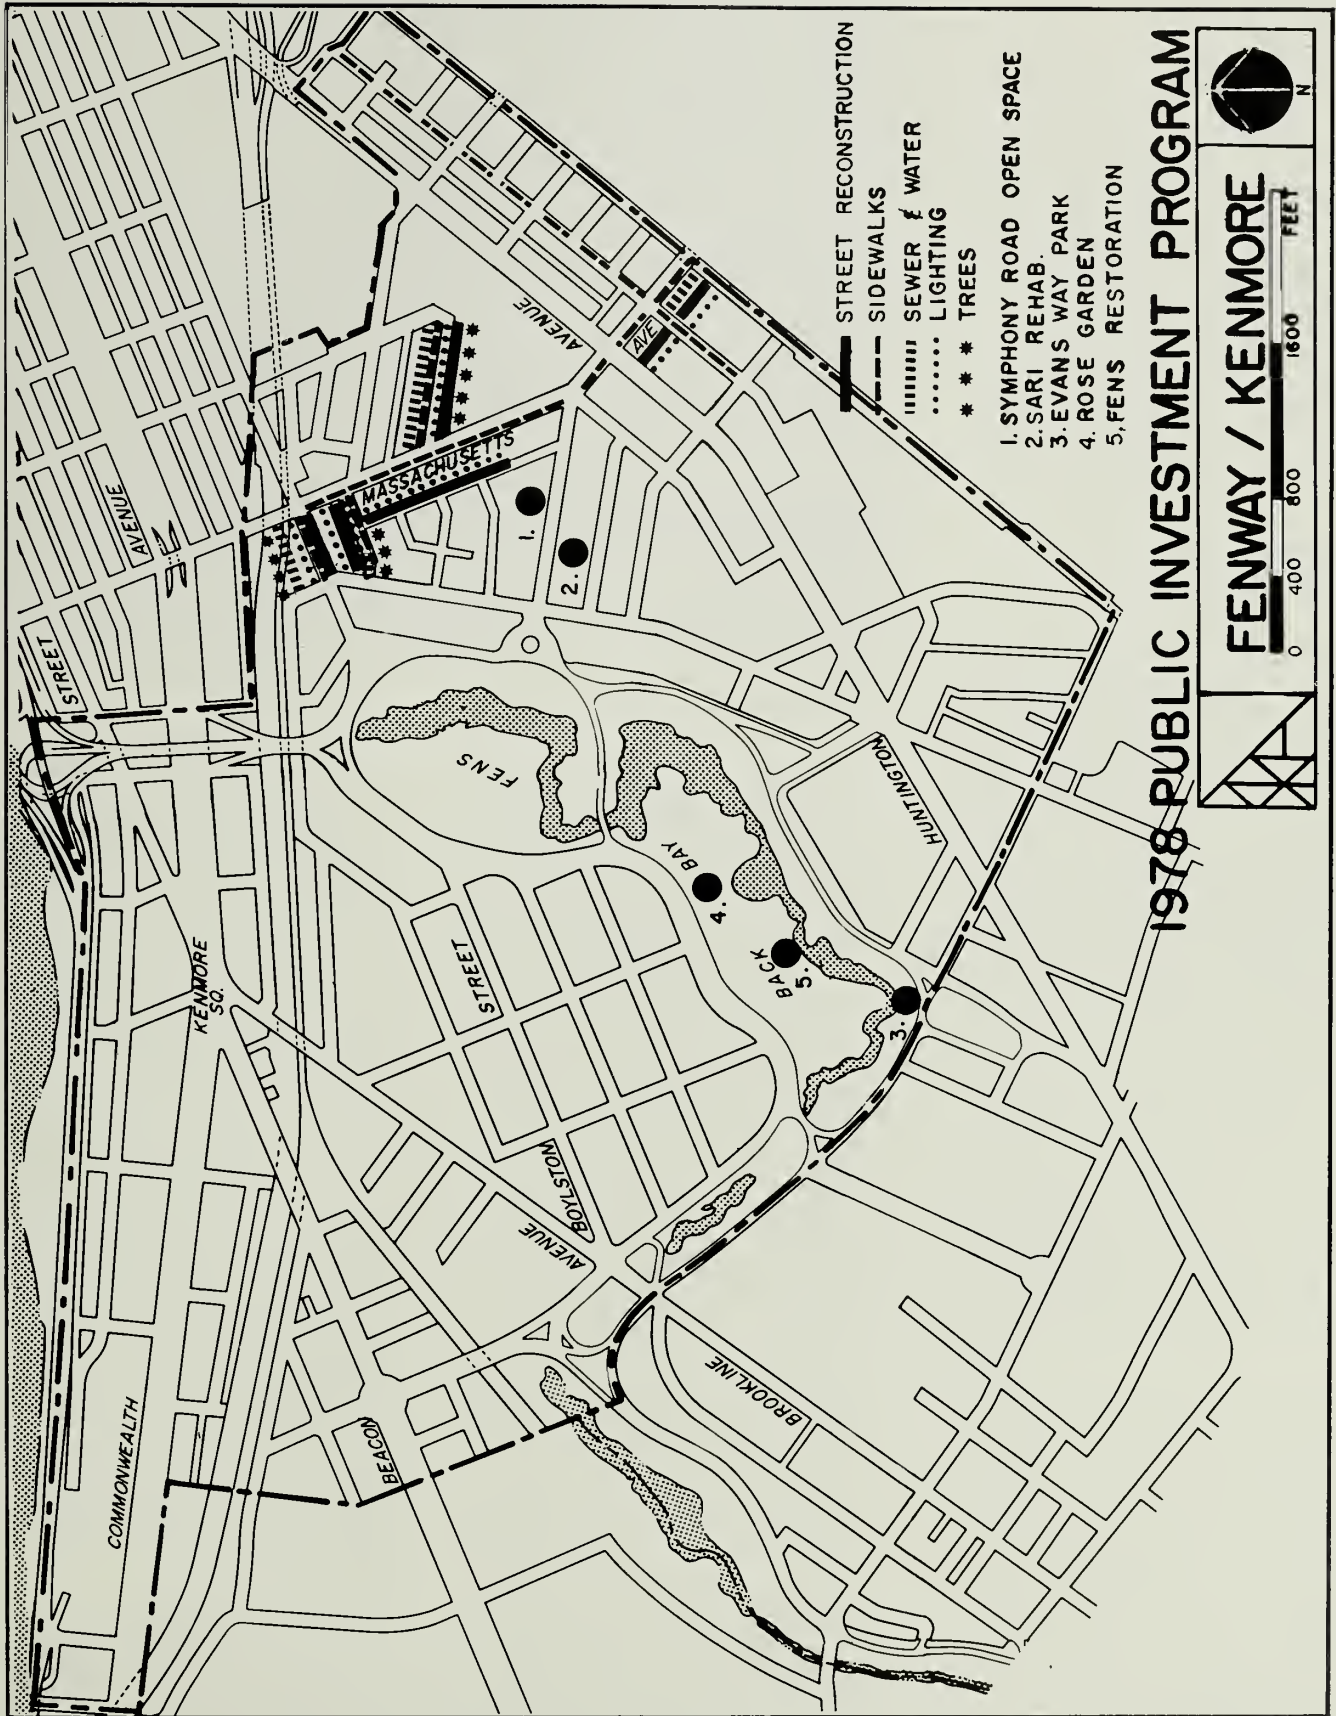 STREET RECONSTRUCTION
SIDEWALKS
SEWER & WATER
LIGHTING
TREES
1. SYMPHONY ROAD OPEN SPACE
2. SARI REHAB.
3. EVANS WAY PARK
4. ROSE GARDEN
5. FENS RESTORATION
1978 PUBLIC INVESTMENT PROGRAM
FENWAY / KENMORE
0 400 800 1600 FEET
N
COMMONWEALTH
AVENUE
BEACON
STREET
KENMORE
SQ.
BROOKLINE
AVENUE
BOYLSTON
STREET
MASSACHUSETTS
AVENUE
HUNTINGTON
AVE
BACK
BAY
FENS
1.
2.
3.
4.
5.